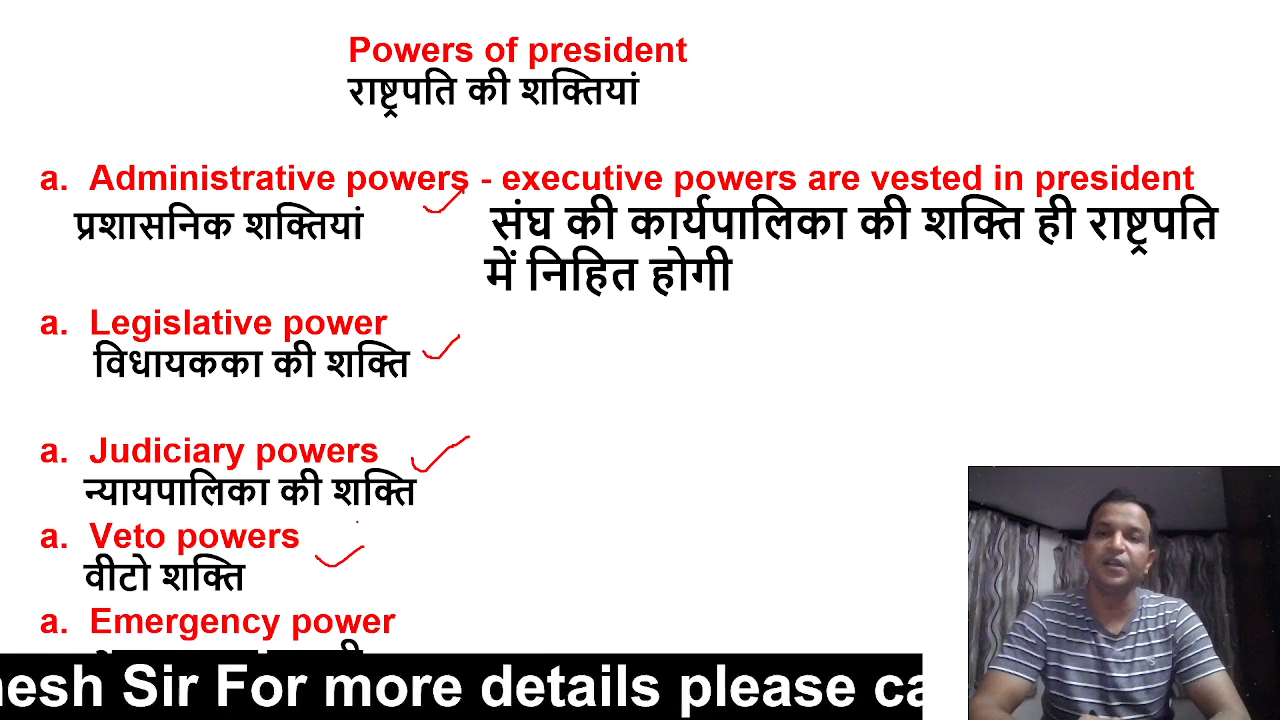 Powers of president
राष्ट्रपति की शक्तियां
a. Administrative powers - executive powers are vested in president
प्रशासनिक शक्तियां संघ की कार्यपालिका की शक्ति ही राष्ट्रपति
में निहित होगी
a. Legislative power
विधायकका की शक्ति
a. Judiciary powers
न्यायपालिका की शक्ति
a. Veto powers
वीटो शक्ति
a. Emergency power
nesh Sir For more details please ca